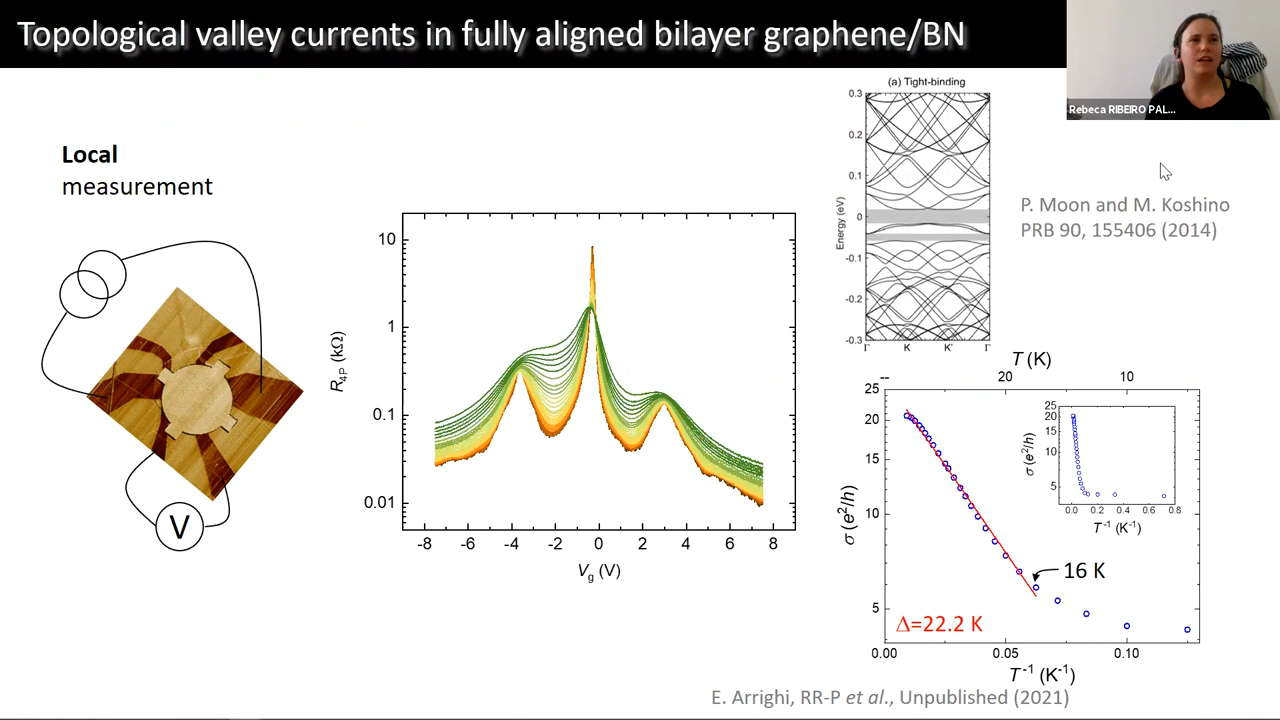 Topological valley currents in fully aligned bilayer graphene/BN
Rebeca RIBEIRO PAL...
Local
measurement
V
R4P (kΩ)
10
1
0.1
0.01
-8 -6 -4 -2 0 2 4 6 8
Vg (V)
(a) Tight-binding
Energy (eV)
0.3
0.2
0.1
0
-0.1
-0.2
-0.3
Γ K K' Γ
P. Moon and M. Koshino
PRB 90, 155406 (2014)
T (K)
-- 20 10
σ (e²/h)
25
20
15
10
5
σ (e²/h)
25
20
15
10
5
0.0 0.2 0.4 0.6 0.8
T⁻¹ (K⁻¹)
16 K
Δ=22.2 K
0.00 0.05 0.10
T⁻¹ (K⁻¹)
E. Arrighi, RR-P et al., Unpublished (2021)